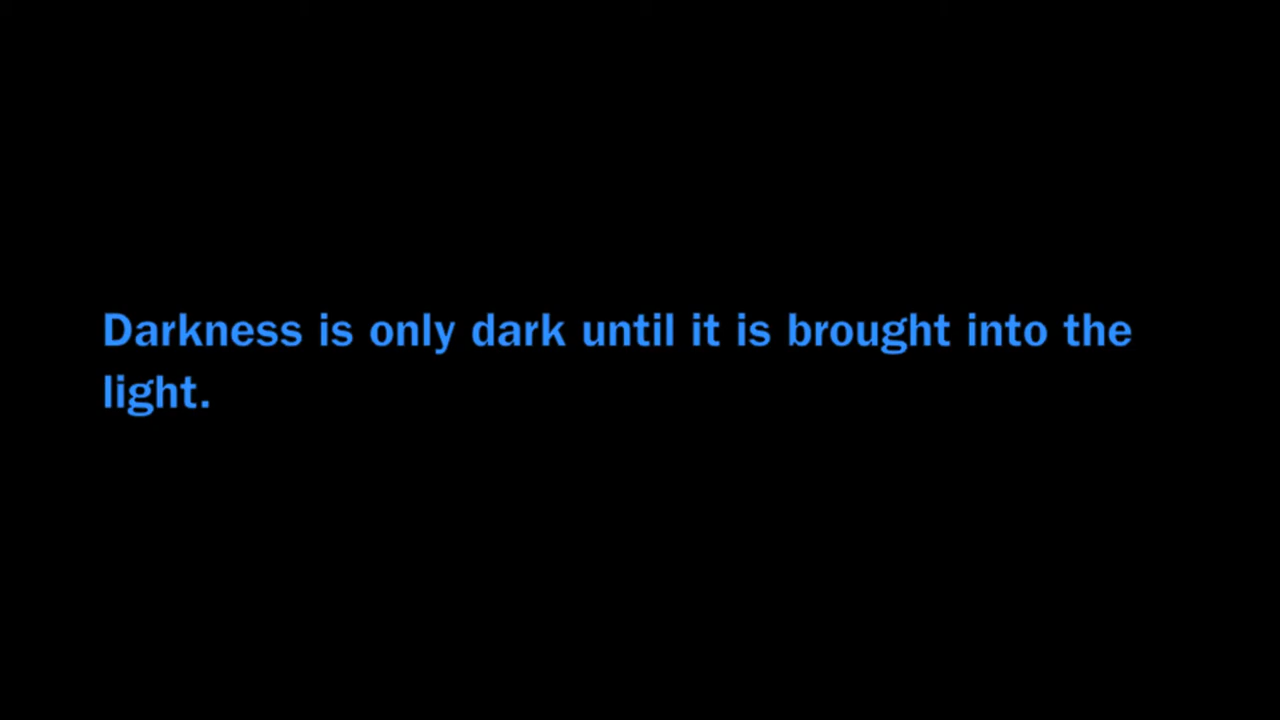 Darkness is only dark until it is brought into the
light.